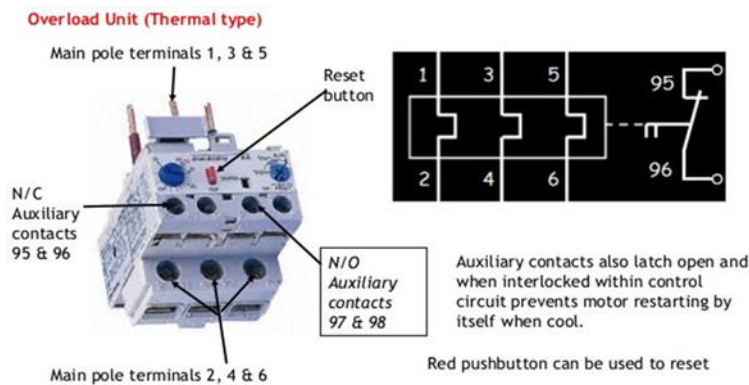 Overload Unit (Thermal type)
Main pole terminals 1, 3 & 5
Reset
button
N/C
Auxiliary
contacts
95 & 96
N/O
Auxiliary
contacts
97 & 98
Main pole terminals 2, 4 & 6
1 3 5
95
96
2 4 6
Auxiliary contacts also latch open and
when interlocked within control
circuit prevents motor restarting by
itself when cool.
Red pushbutton can be used to reset